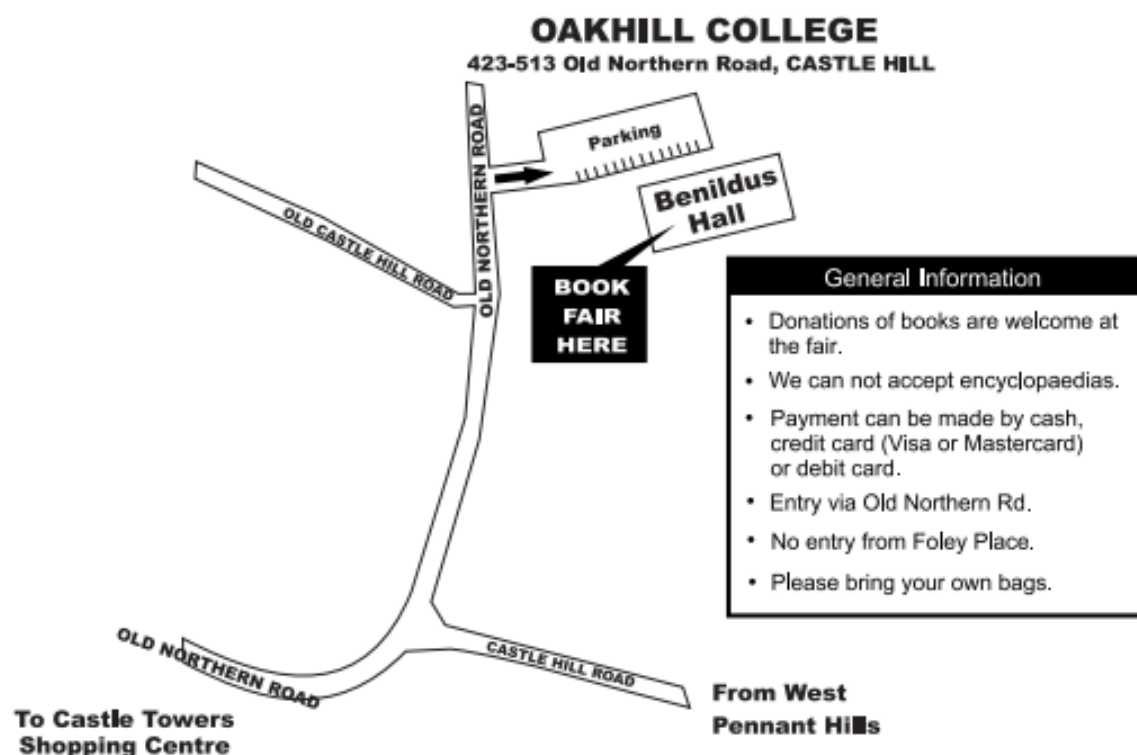 OAKHILL COLLEGE
423-513 Old Northern Road, CASTLE HILL
OLD NORTHERN ROAD
Parking
Benildus
Hall
OLD CASTLE HILL ROAD
BOOK
FAIR
HERE
General Information
• Donations of books are welcome at
the fair.
• We can not accept encyclopaedias.
• Payment can be made by cash,
credit card (Visa or Mastercard)
or debit card.
• Entry via Old Northern Rd.
• No entry from Foley Place.
• Please bring your own bags.
OLD NORTHERN ROAD
CASTLE HILL ROAD
OLD NORTHERN ROAD
To Castle Towers
Shopping Centre
From West
Pennant Hills